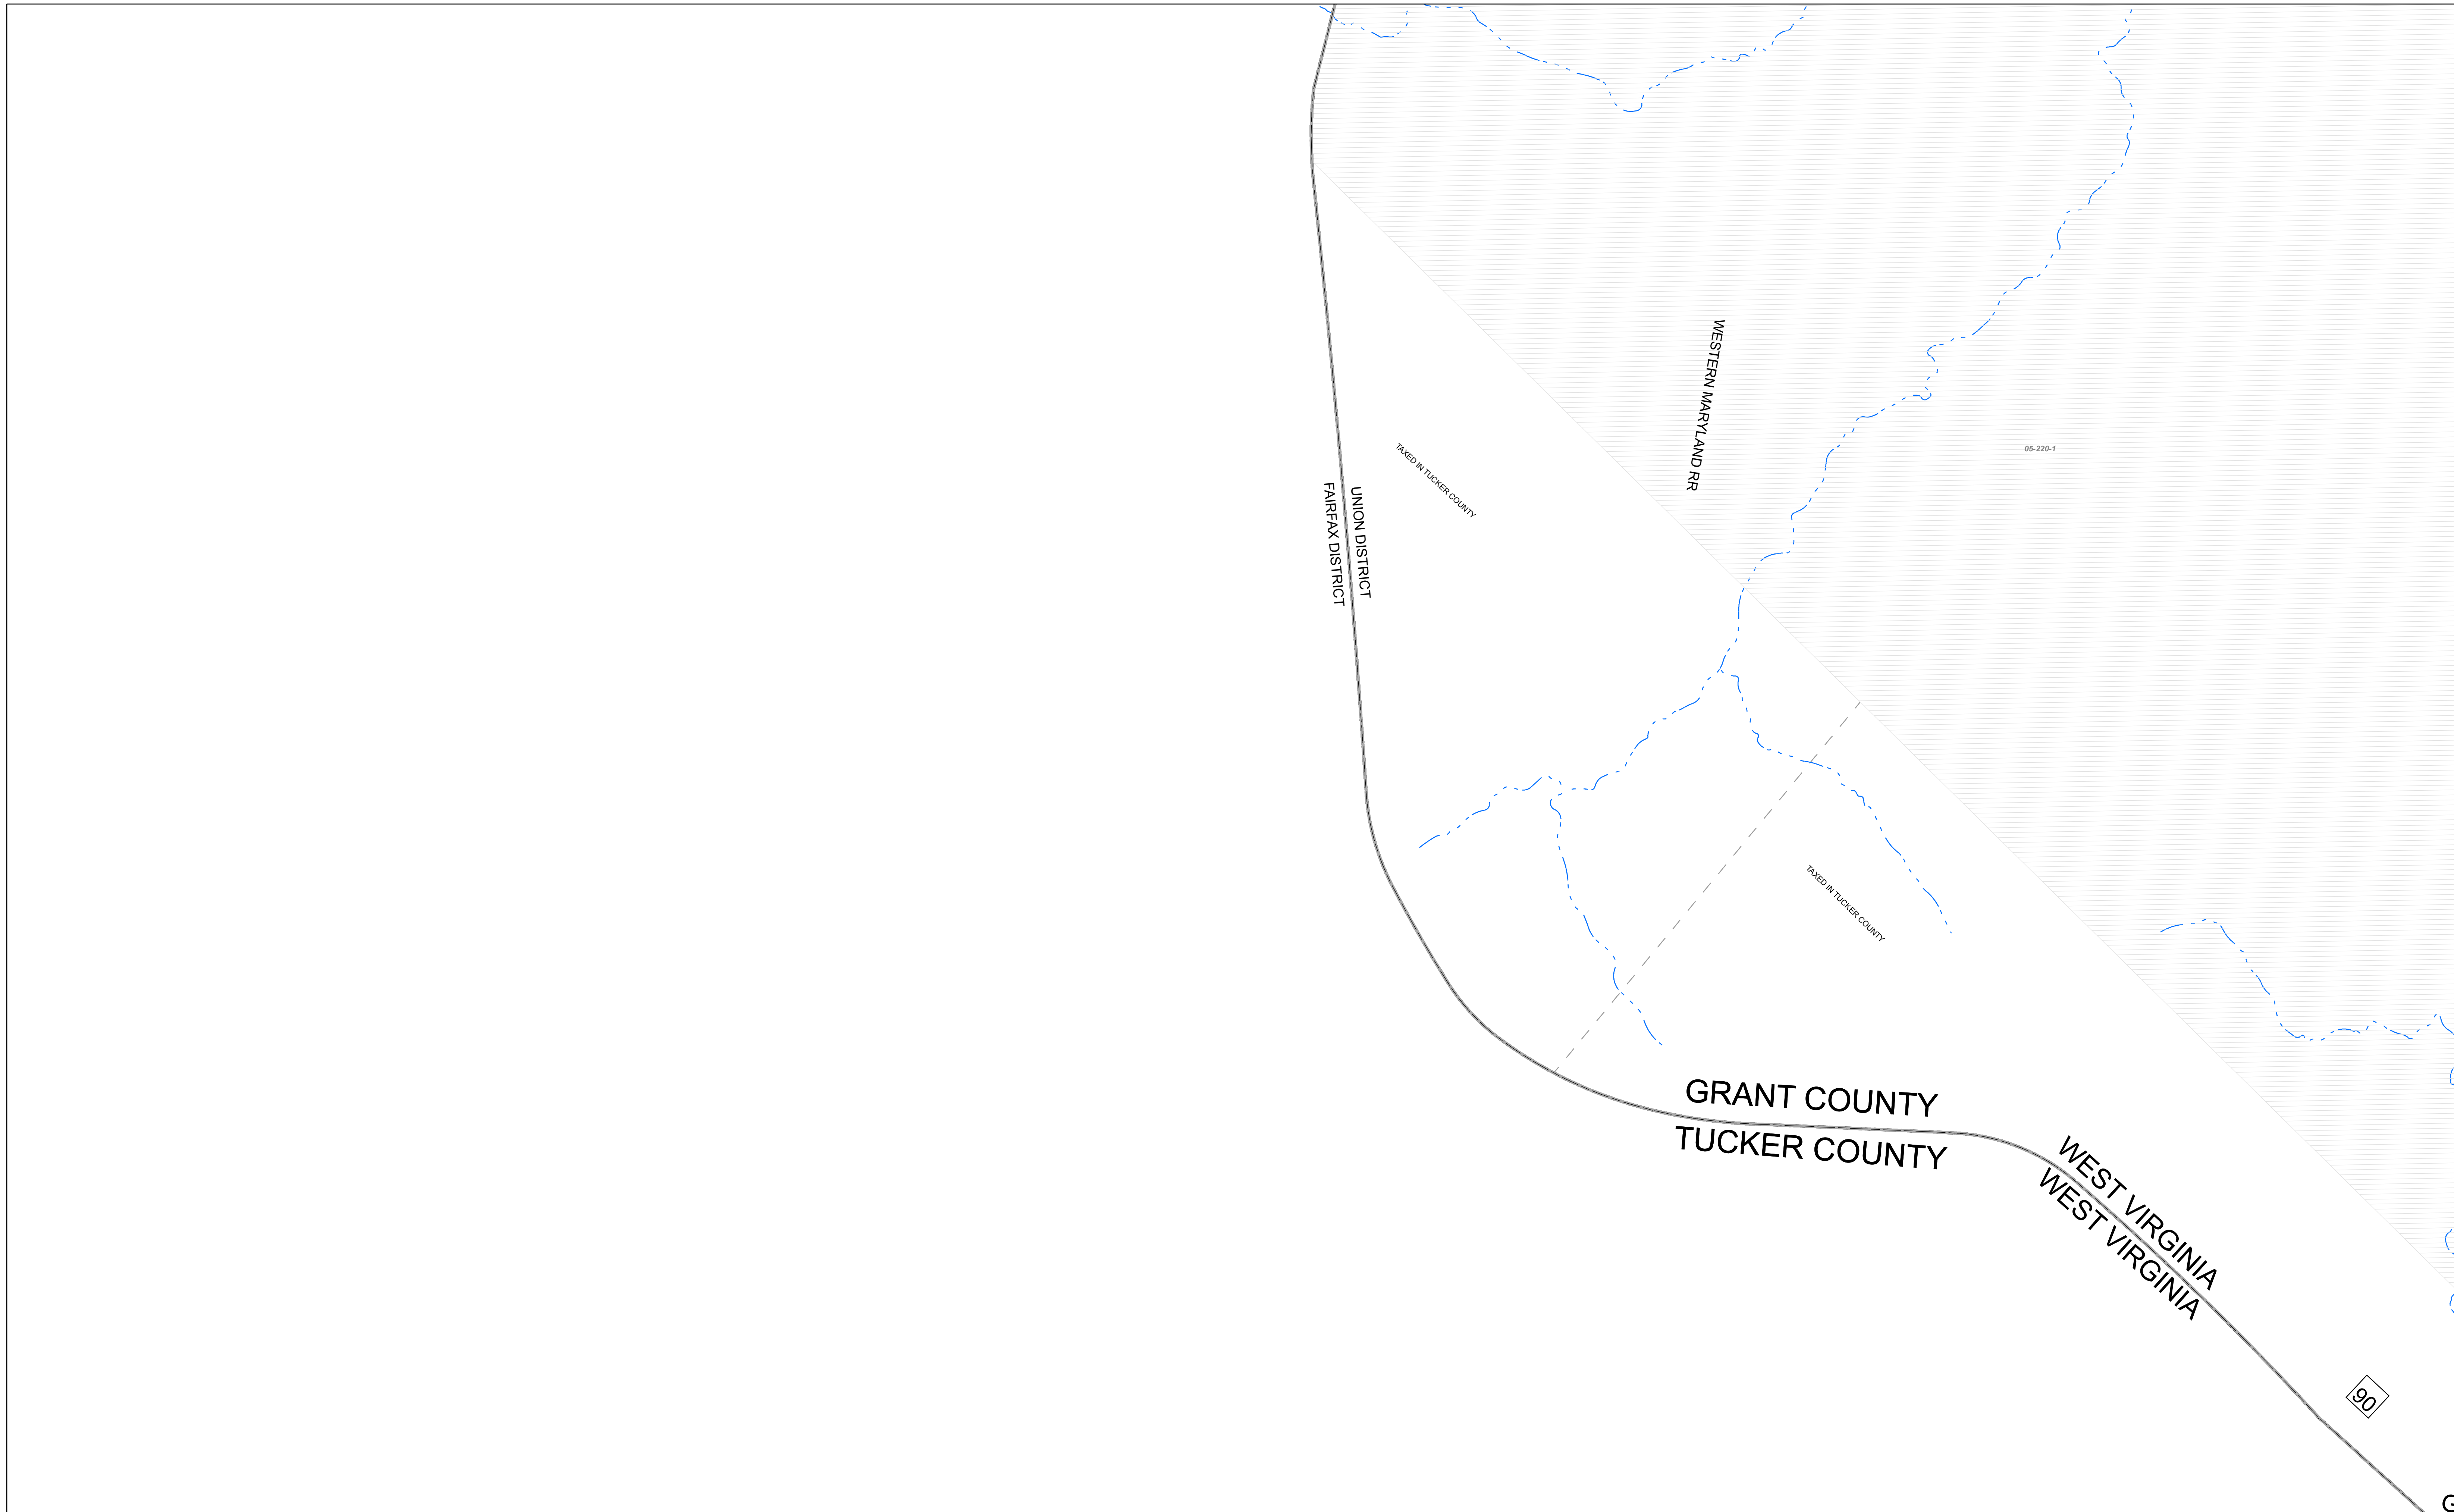 WESTERN MARYLAND RR
05-220-1
TAXED IN TUCKER COUNTY
UNION DISTRICT
FAIRFAX DISTRICT
TAXED IN TUCKER COUNTY
GRANT COUNTY
TUCKER COUNTY
WEST VIRGINIA
WEST VIRGINIA
90